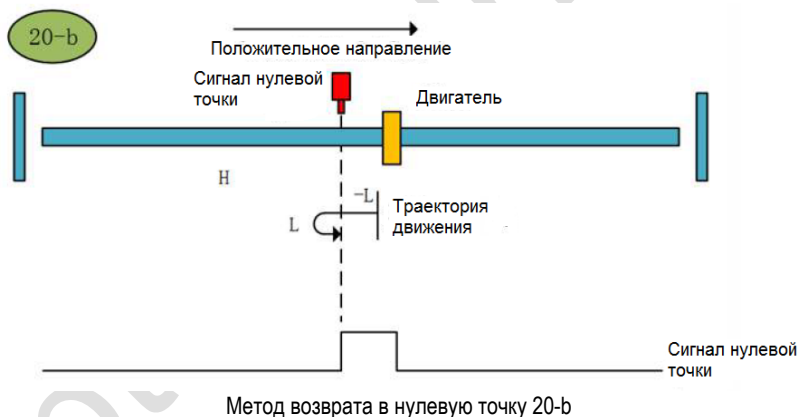 20-b
Положительное направление
Сигнал нулевой
точки
Двигатель
H
-L
L
Траектория
движения
Сигнал нулевой
точки
Метод возврата в нулевую точку 20-b